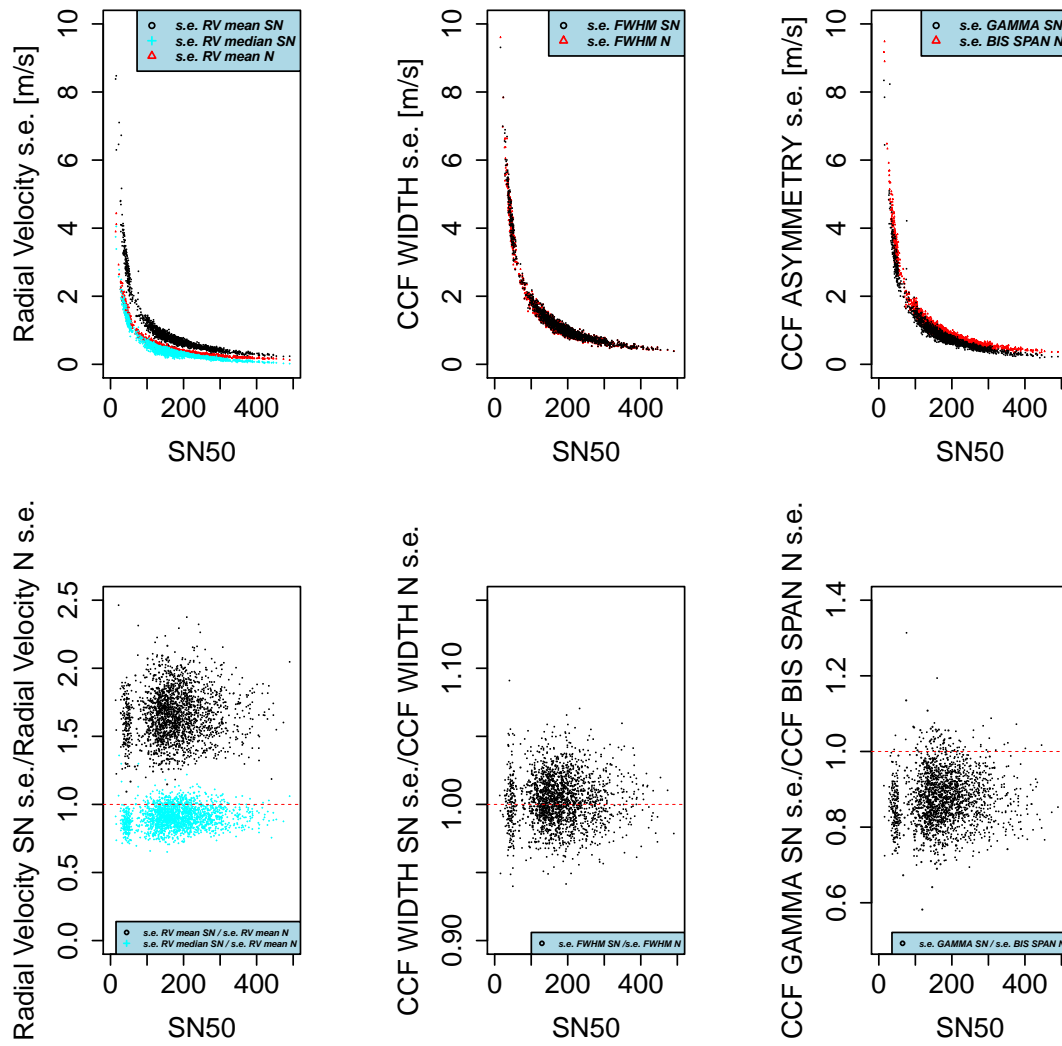 s.e. RV mean SN
s.e. RV median SN
s.e. RV mean N
Radial Velocity s.e. [m/s]
0 2 4 6 8 10
0 200 400
SN50
s.e. FWHM SN
s.e. FWHM N
CCF WIDTH s.e. [m/s]
0 2 4 6 8 10
0 200 400
SN50
s.e. GAMMA SN
s.e. BIS SPAN N
CCF ASYMMETRY s.e. [m/s]
0 2 4 6 8 10
0 200 400
SN50
Radial Velocity SN s.e./Radial Velocity N s.e.
0.0 0.5 1.0 1.5 2.0 2.5
s.e. RV mean SN / s.e. RV mean N
s.e. RV median SN / s.e. RV mean N
0 200 400
SN50
CCF WIDTH SN s.e./CCF WIDTH N s.e.
0.90 1.00 1.10
s.e. FWHM SN /s.e. FWHM N
0 200 400
SN50
CCF GAMMA SN s.e./CCF BIS SPAN N s.e.
0.6 0.8 1.0 1.2 1.4
s.e. GAMMA SN / s.e. BIS SPAN N
0 200 400
SN50